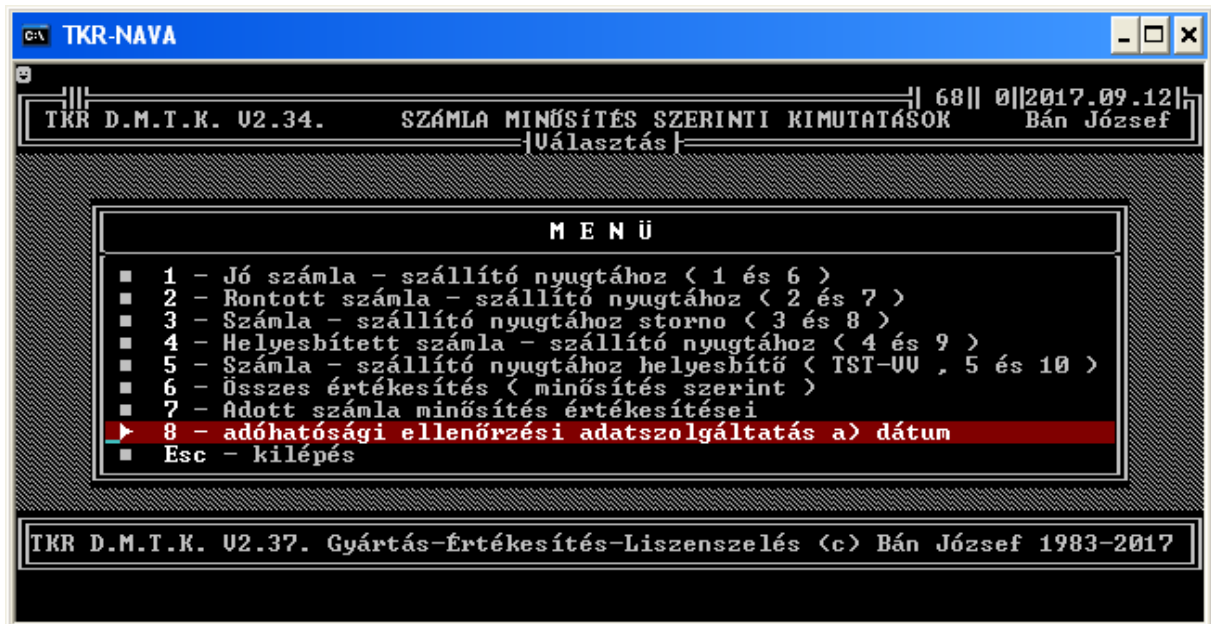 TKR-NAVA
68 0 2017.09.12
TKR D.M.T.K. V2.34. SZÁMLA MINŐSÍTÉS SZERINTI KIMUTATÁSOK Bán József
Választás
M E N Ü
1 - Jó számla - szállító nyugtához ( 1 és 6 )
2 - Rontott számla - szállító nyugtához ( 2 és 7 )
3 - Számla - szállító nyugtához storno ( 3 és 8 )
4 - Helyesbített számla - szállító nyugtához ( 4 és 9 )
5 - Számla - szállító nyugtához helyesbítő ( TST-VV , 5 és 10 )
6 - Összes értékesítés ( minősítés szerint )
7 - Adott számla minősítés értékesítései
8 - adóhatósági ellenőrzési adatszolgáltatás a) dátum
Esc - kilépés
TKR D.M.T.K. V2.37. Gyártás-Értékesítés-Liszenszelés (c) Bán József 1983-2017